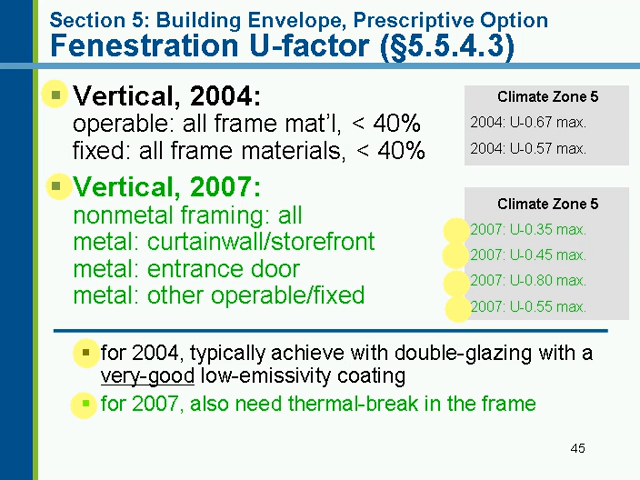 Section 5: Building Envelope, Prescriptive Option
Fenestration U-factor (§5.5.4.3)
Vertical, 2004:
operable: all frame mat’l, < 40%
fixed: all frame materials, < 40%
Climate Zone 5
2004: U-0.67 max.
2004: U-0.57 max.
Vertical, 2007:
nonmetal framing: all
metal: curtainwall/storefront
metal: entrance door
metal: other operable/fixed
Climate Zone 5
2007: U-0.35 max.
2007: U-0.45 max.
2007: U-0.80 max.
2007: U-0.55 max.
for 2004, typically achieve with double-glazing with a
very-good low-emissivity coating
for 2007, also need thermal-break in the frame
45